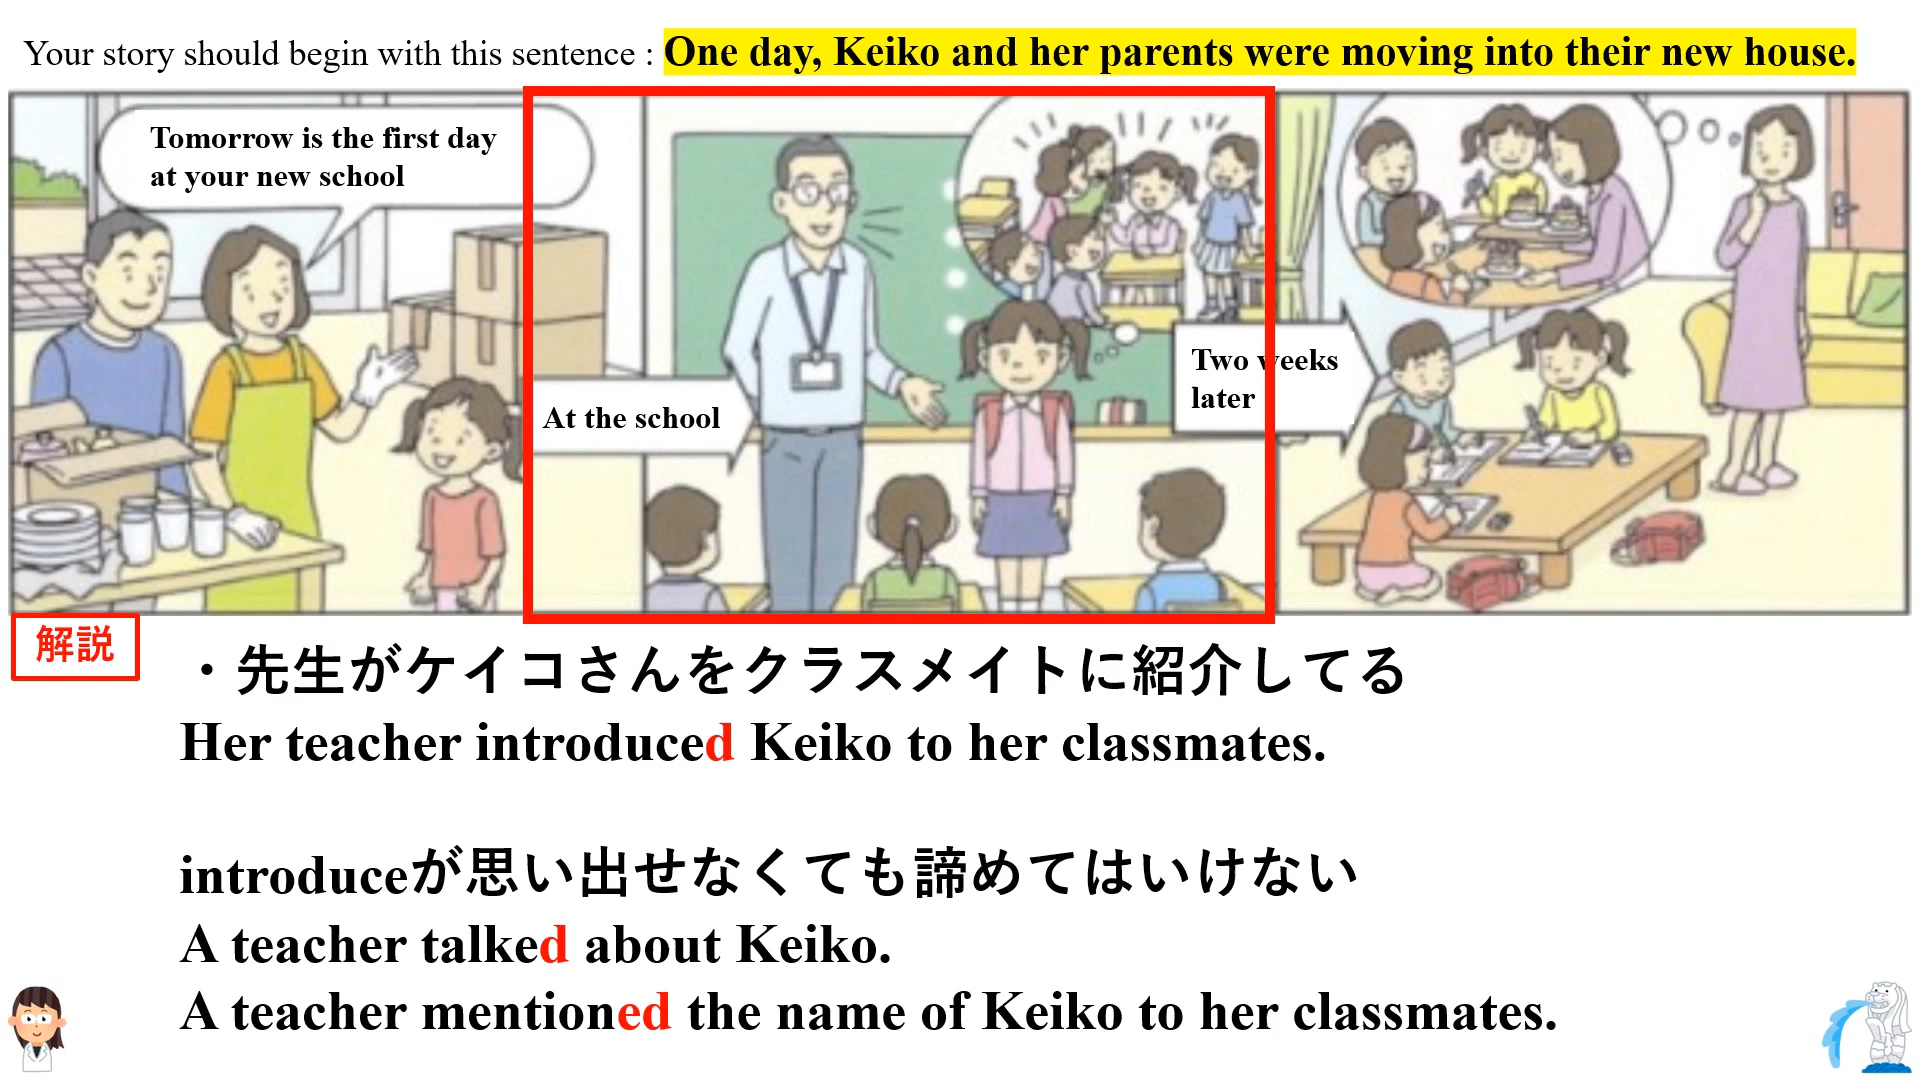 Your story should begin with this sentence : One day, Keiko and her parents were moving into their new house.
Tomorrow is the first day
at your new school
At the school
Two weeks
later
解説
・先生がケイコさんをクラスメイトに紹介してる
Her teacher introduced Keiko to her classmates.
introduceが思い出せなくても諦めてはいけない
A teacher talked about Keiko.
A teacher mentioned the name of Keiko to her classmates.